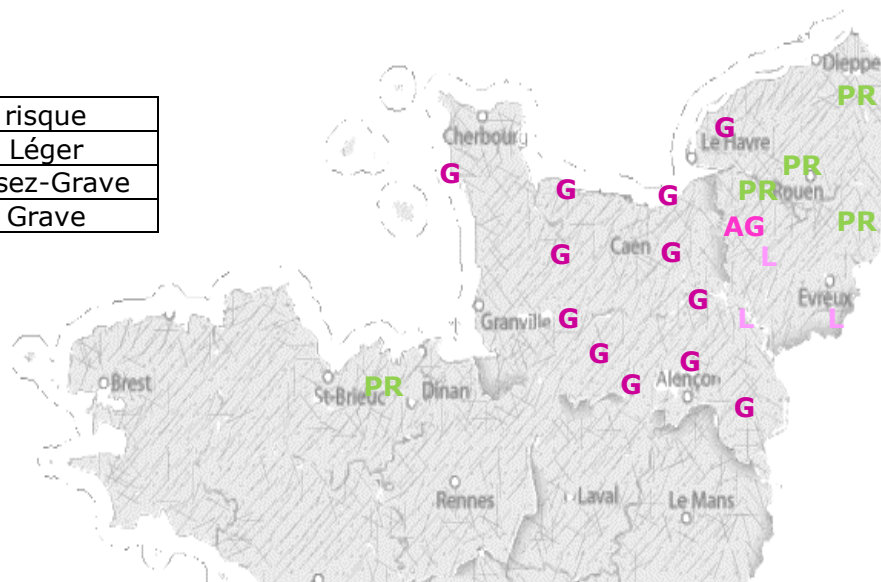 risque
Léger
sez-Grave
Grave
Dieppe
PR
Cherbourg
G
Le Havre
G
PR
G
G
PR
Rouen
AG
PR
G
Caen
G
L
G
Evreux
Granville
G
L
L
G
G
Brest
St-Brieuc
PR
Dinan
G
Alençon
G
Rennes
Laval
Le Mans